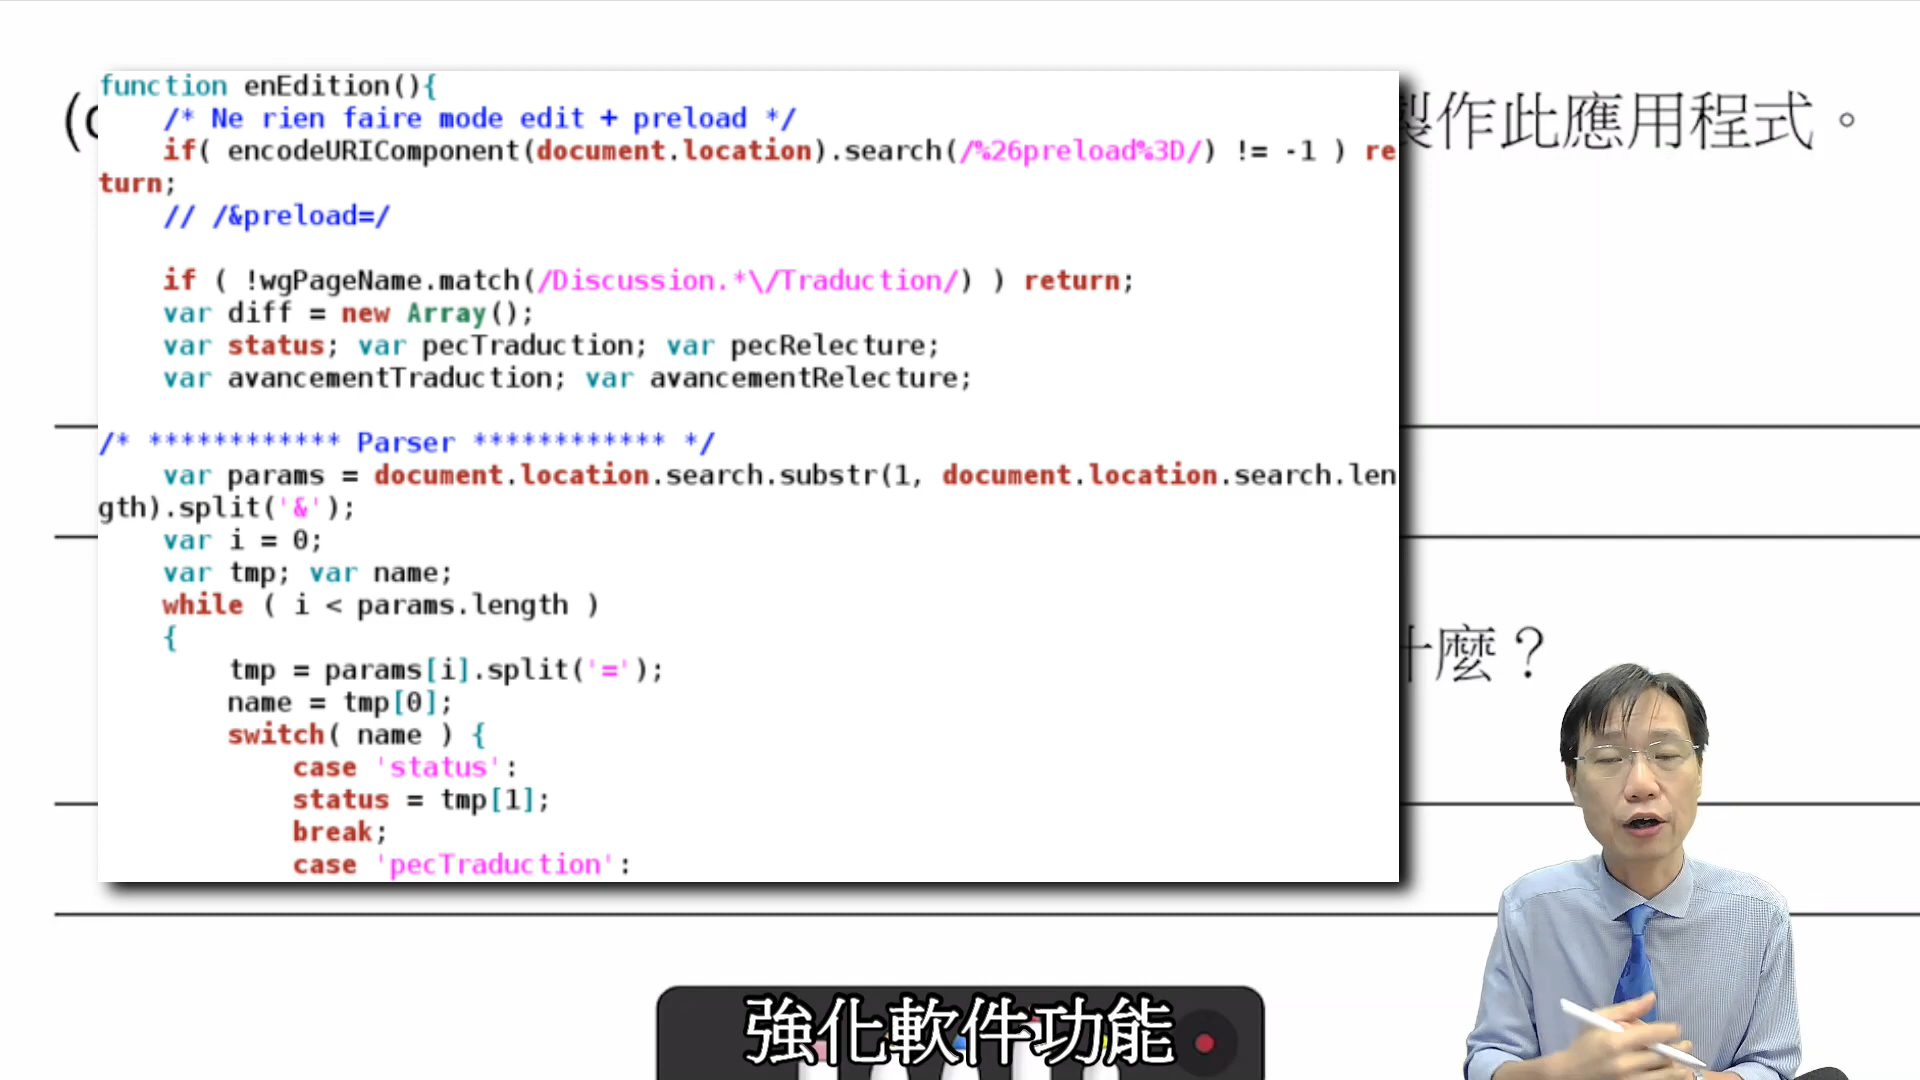 (
製作此應用程式。
function enEdition(){
/* Ne rien faire mode edit + preload */
if( encodeURIComponent(document.location).search(/%26preload%3D/) != -1 ) re
turn;
// /&preload=/
if ( !wgPageName.match(/Discussion.*\/Traduction/) ) return;
var diff = new Array();
var status; var pecTraduction; var pecRelecture;
var avancementTraduction; var avancementRelecture;
/* ************ Parser ************ */
var params = document.location.search.substr(1, document.location.search.len
gth).split('&');
var i = 0;
var tmp; var name;
while ( i < params.length )
{
tmp = params[i].split('=');
name = tmp[0];
switch( name ) {
case 'status':
status = tmp[1];
break;
case 'pecTraduction':
什麼？
強化軟件功能